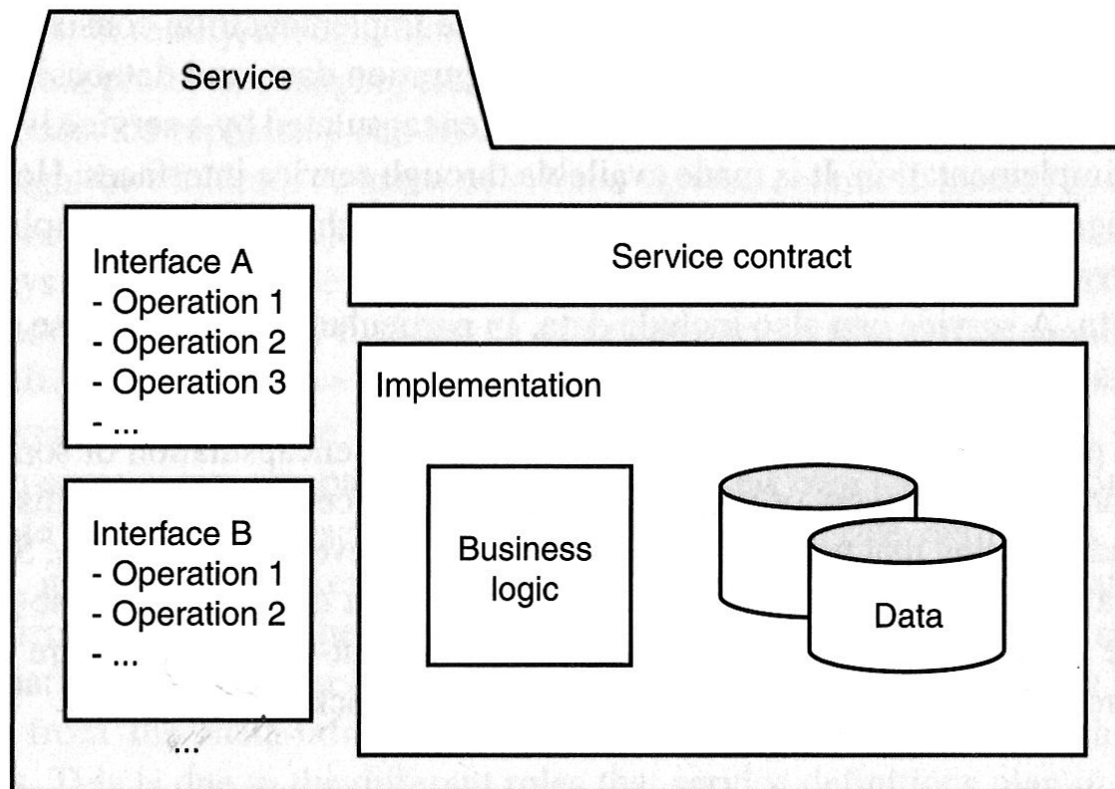 Service
Interface A
- Operation 1
- Operation 2
- Operation 3
- ...
Interface B
- Operation 1
- Operation 2
- ...
...
Service contract
Implementation
Business
logic
Data